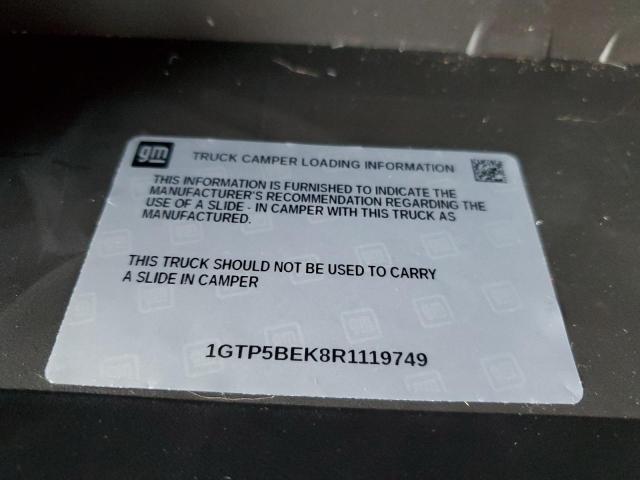 gm
TRUCK CAMPER LOADING INFORMATION
THIS INFORMATION IS FURNISHED TO INDICATE THE
MANUFACTURER'S RECOMMENDATION REGARDING THE
USE OF A SLIDE - IN CAMPER WITH THIS TRUCK AS
MANUFACTURED.
THIS TRUCK SHOULD NOT BE USED TO CARRY
A SLIDE IN CAMPER
1GTP5BEK8R1119749